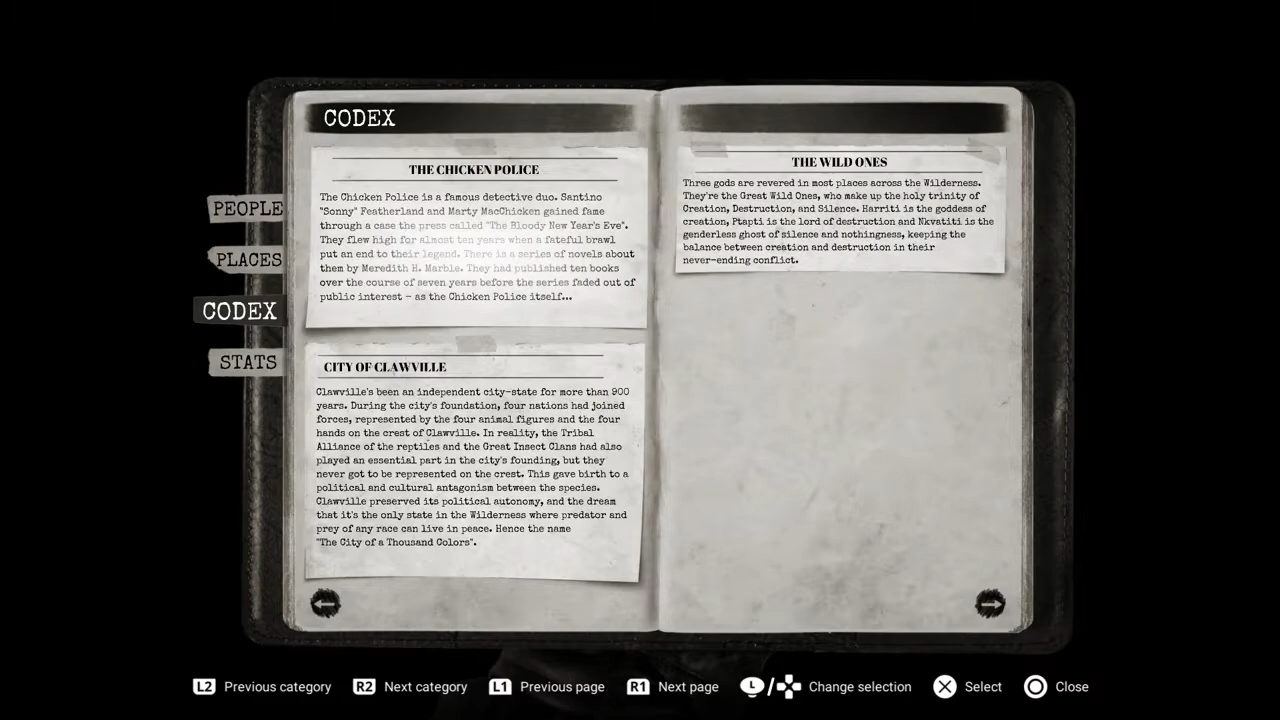 CODEX
THE CHICKEN POLICE
The Chicken Police is a famous detective duo. Santino
"Sonny" Featherland and Marty MacChicken gained fame
through a case the press called "The Bloody New Year's Eve".
They flew high for almost ten years when a fateful brawl
put an end to their legend. There is a series of novels about
them by Meredith H. Marble. They had published ten books
over the course of seven years before the series faded out of
public interest - as the Chicken Police itself...
CITY OF CLAWVILLE
Clawville's been an independent city-state for more than 900
years. During the city's foundation, four nations had joined
forces, represented by the four animal figures and the four
hands on the crest of Clawville. In reality, the Tribal
Alliance of the reptiles and the Great Insect Clans had also
played an essential part in the city's founding, but they
never got to be represented on the crest. This gave birth to a
political and cultural antagonism between the species.
Clawville preserved its political autonomy, and the dream
that it's the only state in the Wilderness where predator and
prey of any race can live in peace. Hence the name
"The City of a Thousand Colors".
THE WILD ONES
Three gods are revered in most places across the Wilderness.
They're the Great Wild Ones, who make up the holy trinity of
Creation, Destruction, and Silence. Harriti is the goddess of
creation, Ptapti is the lord of destruction and Nkvatiti is the
genderless ghost of silence and nothingness, keeping the
balance between creation and destruction in their
never-ending conflict.
PEOPLE
PLACES
CODEX
STATS
L2 Previous category R2 Next category L1 Previous page R1 Next page L / Change selection Select Close